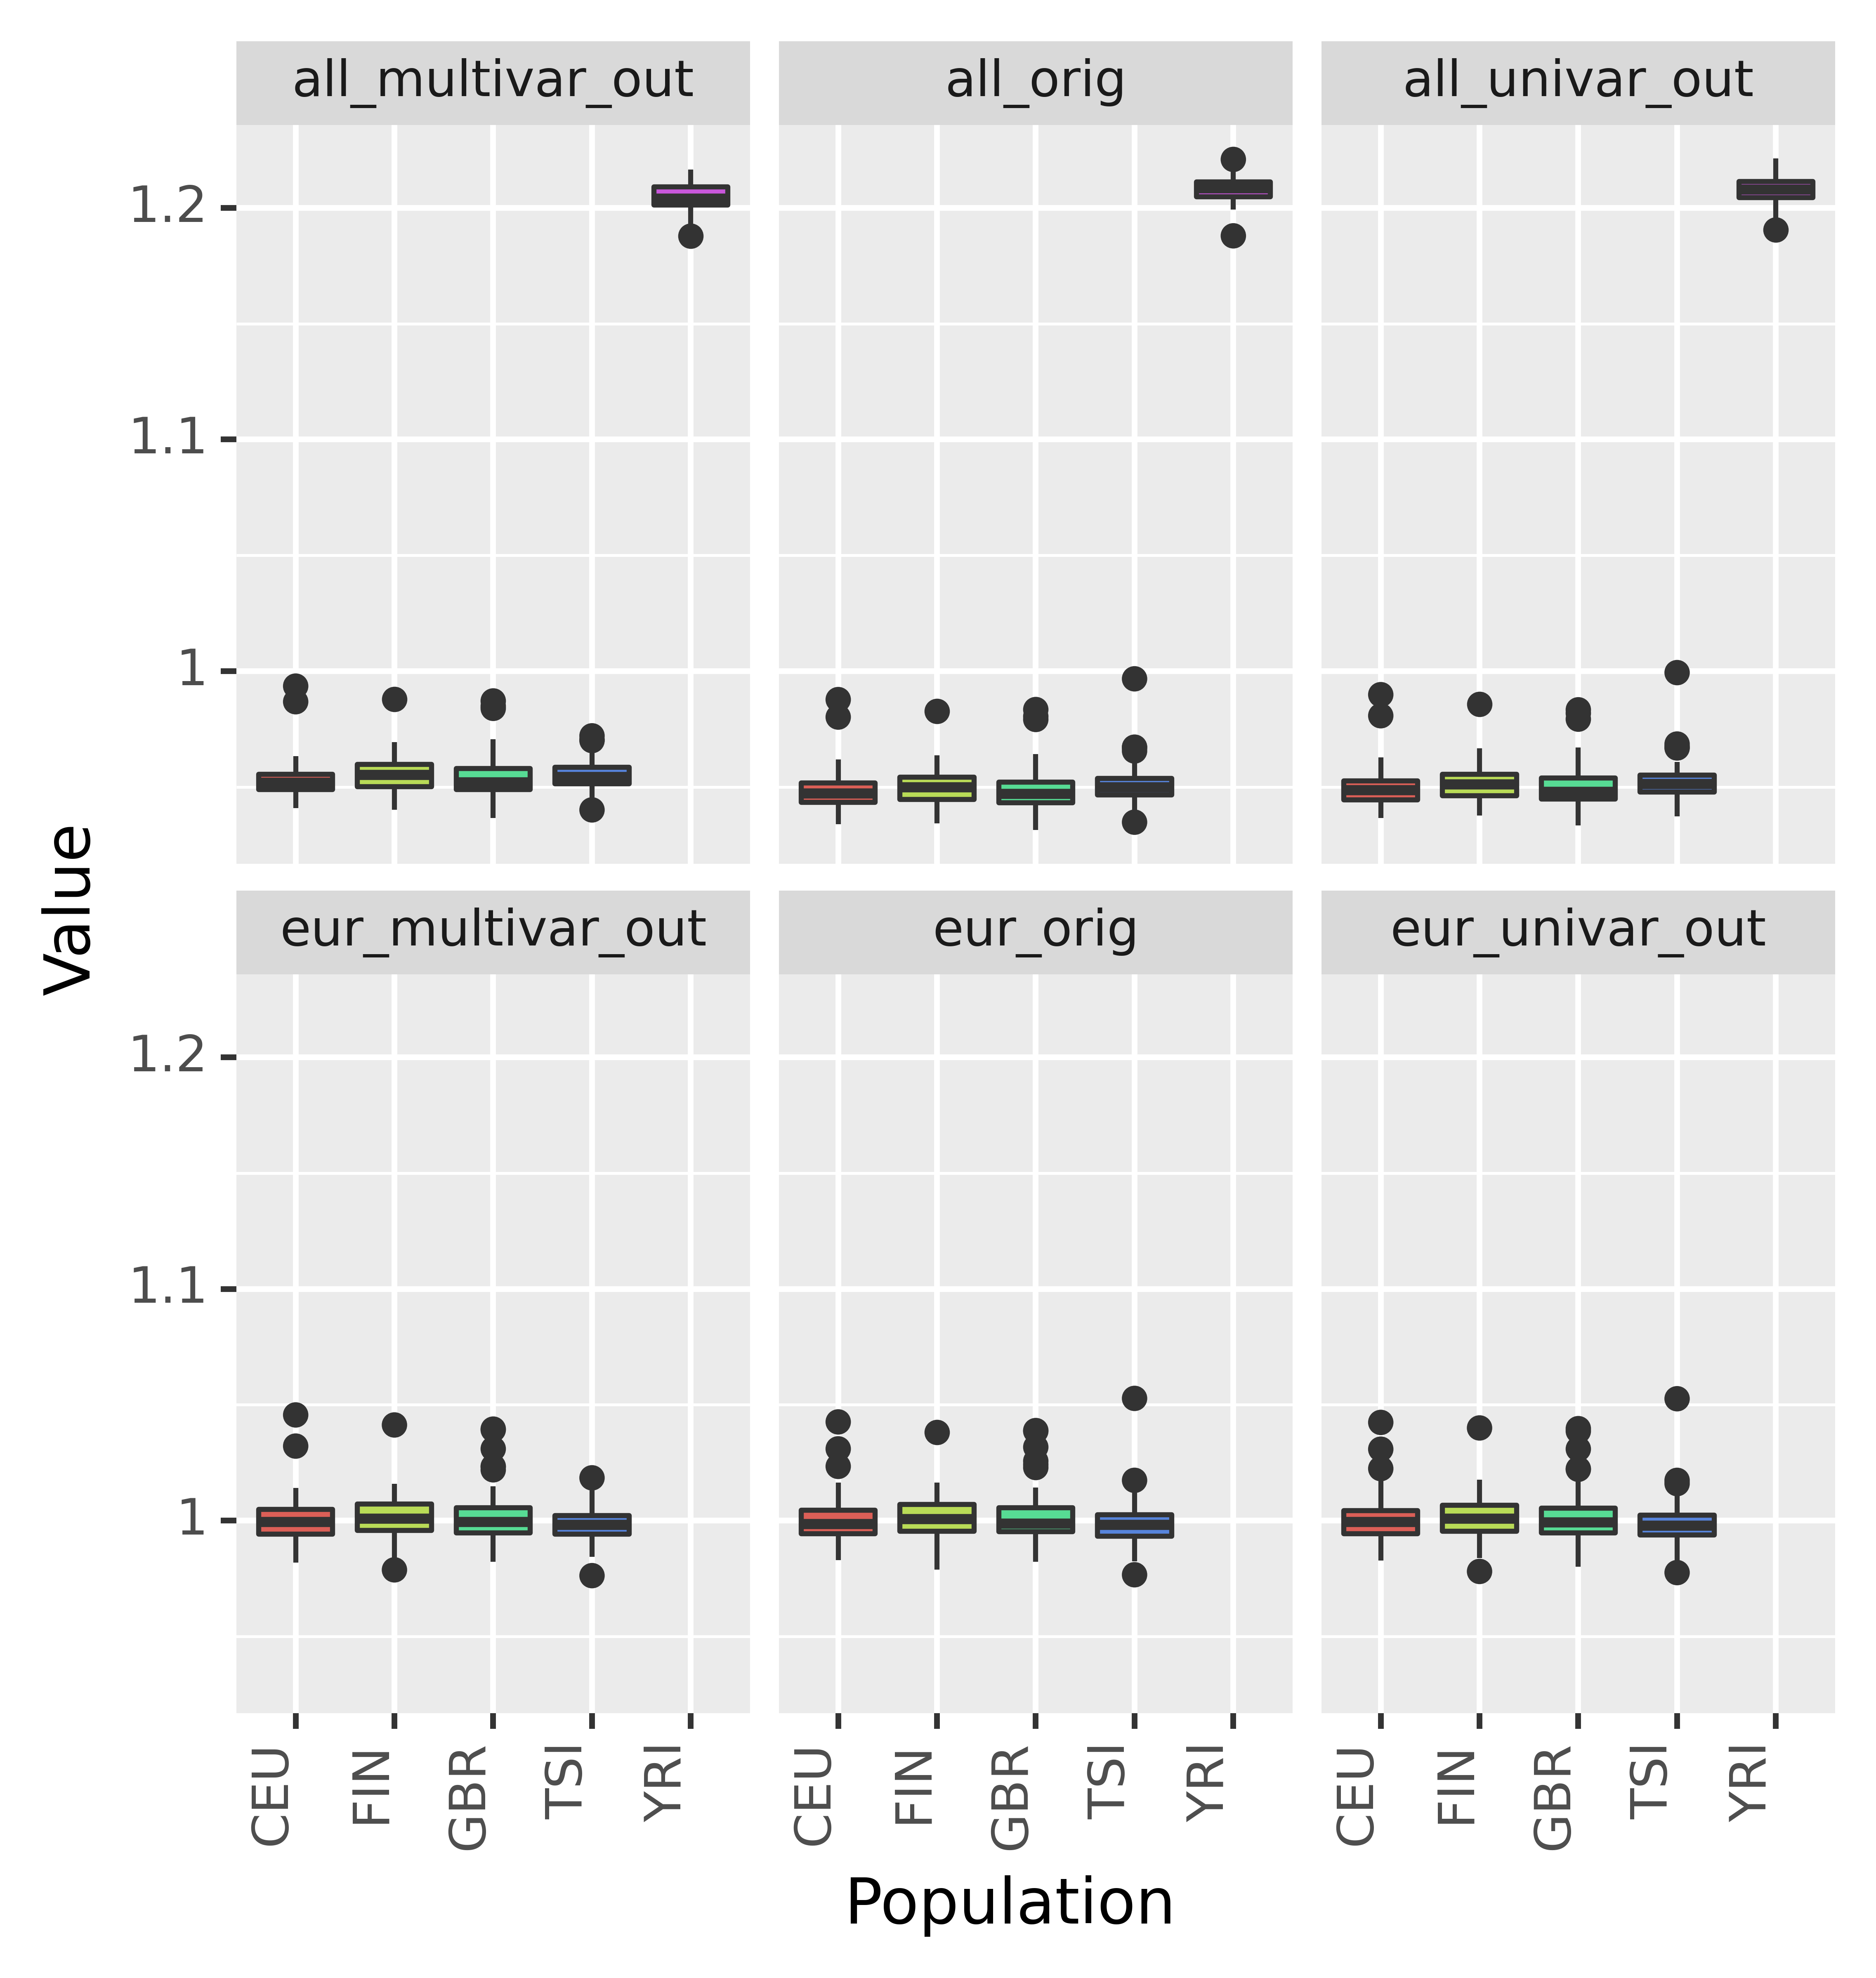 all_multivar_out all_orig all_univar_out
1.2
1.1
1
Value
eur_multivar_out eur_orig eur_univar_out
1.2
1.1
1
CEU FIN GBR TSI YRI CEU FIN GBR TSI YRI CEU FIN GBR TSI YRI
Population